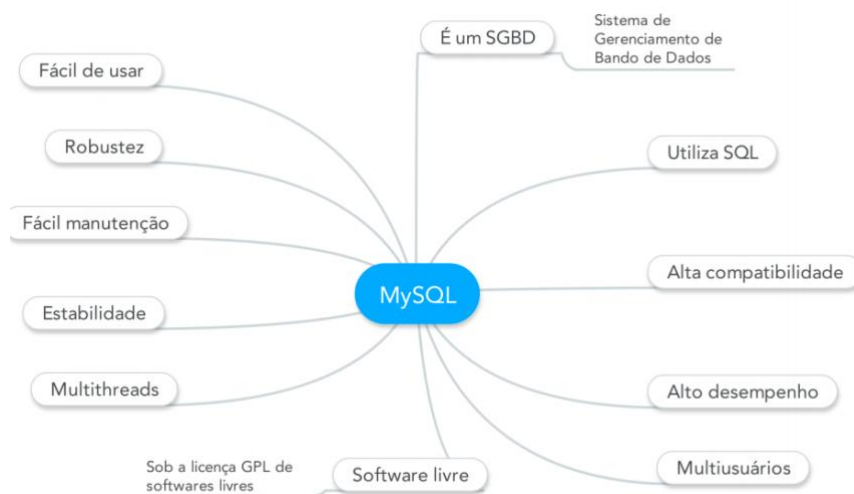 É um SGBD
Sistema de
Gerenciamento de
Bando de Dados
Fácil de usar
Robustez
Utiliza SQL
Fácil manutenção
Alta compatibilidade
MySQL
Estabilidade
Multithreads
Alto desempenho
Sob a licença GPL de
softwares livres
Software livre
Multiusuários